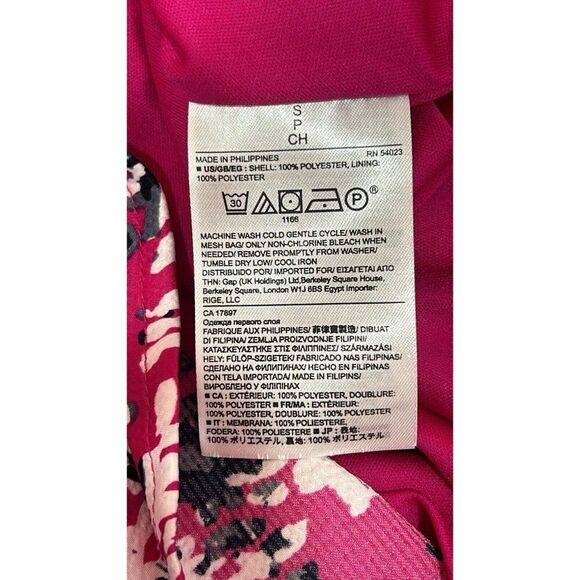 S
P
CH
MADE IN PHILIPPINES RN 54023
■ US/GB/EG : SHELL: 100% POLYESTER, LINING:
100% POLYESTER
30 P ®
1166
MACHINE WASH COLD GENTLE CYCLE/ WASH IN
MESH BAG/ ONLY NON-CHLORINE BLEACH WHEN
NEEDED/ REMOVE PROMPTLY FROM WASHER/
TUMBLE DRY LOW/ COOL IRON
DISTRIBUIDO POR/ IMPORTED FOR/ ΕΙΣΑΓΕΤΑΙ ΑΠΟ
ΤΗΝ: Gap (UK Holdings) Ltd,Berkeley Square House,
Berkeley Square, London W1J 6BS Egypt Importer:
RIGE, LLC
CA 17897
Одежда первого слоя
FABRIQUÉ AUX PHILIPPINES/ 菲律賓製造/ DIBUAT
DI FILIPINA/ ZEMLJA PROIZVODNJE FILIPINI/
ΚΑΤΑΣΚΕΥΑΣΘΗΚΕ ΣΤΙΣ ΦΙΛΙΠΠΙΝΕΣ/ SZÁRMAZÁSI
HELY: FÜLÖP-SZIGETEK/ FABRICADO NAS FILIPINAS/
СДЕЛАНО НА ФИЛИПИНАХ/ HECHO EN FILIPINAS
CON TELA IMPORTADA/ MADE IN FILIPINS/
ВИРОБЛЕНО У ФІЛІПІНАХ
■ CA : EXTÉRIEUR: 100% POLYESTER, DOUBLURE:
100% POLYESTER ■ FR/MA : EXTÉRIEUR: 100%
POLYESTER, DOUBLURE: 100% POLYESTER
■ IT : MEMBRANA: 100% POLIESTERE,
FODERA: 100% POLIESTERE ■ JP : 表地:
100% ポリエステル, 裏地: 100% ポリエステル